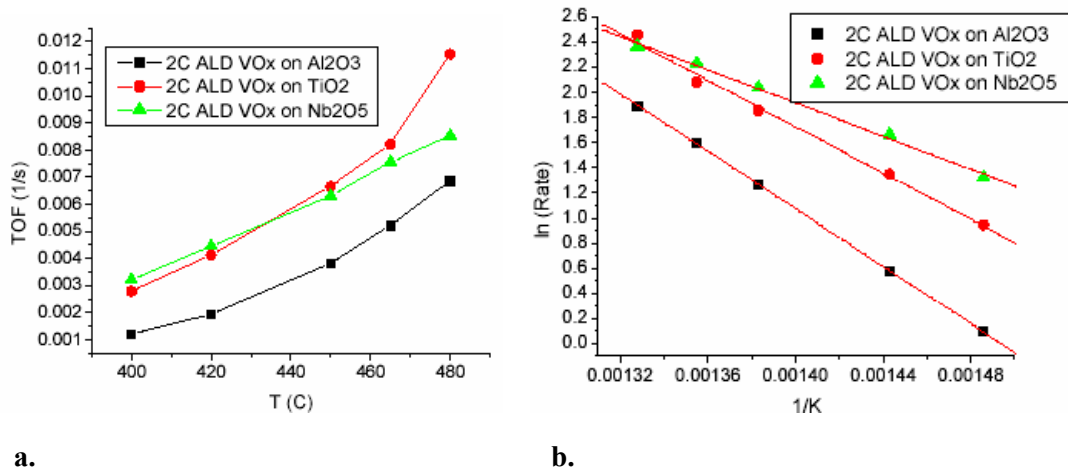 0.012
0.011
0.010
0.009
0.008
0.007
0.006
0.005
0.004
0.003
0.002
0.001
TOF (1/s)
2C ALD VOx on Al2O3
2C ALD VOx on TiO2
2C ALD VOx on Nb2O5
400 420 440 460 480
T (C)
a.
2.6
2.4
2.2
2.0
1.8
1.6
1.4
1.2
1.0
0.8
0.6
0.4
0.2
0.0
ln (Rate)
2C ALD VOx on Al2O3
2C ALD VOx on TiO2
2C ALD VOx on Nb2O5
0.00132 0.00136 0.00140 0.00144 0.00148
1/K
b.